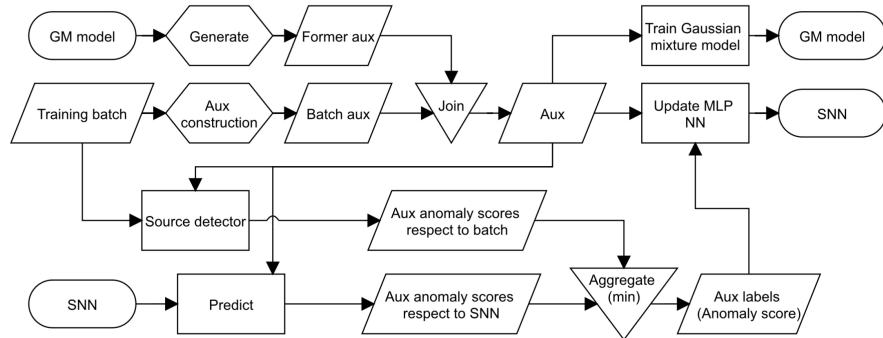 GM model
Generate
Former aux
Train Gaussian
mixture model
GM model
Training batch
Aux
construction
Batch aux
Join
Aux
Update MLP
NN
SNN
Source detector
Aux anomaly scores
respect to batch
SNN
Predict
Aux anomaly scores
respect to SNN
Aggregate
(min)
Aux labels
(Anomaly score)